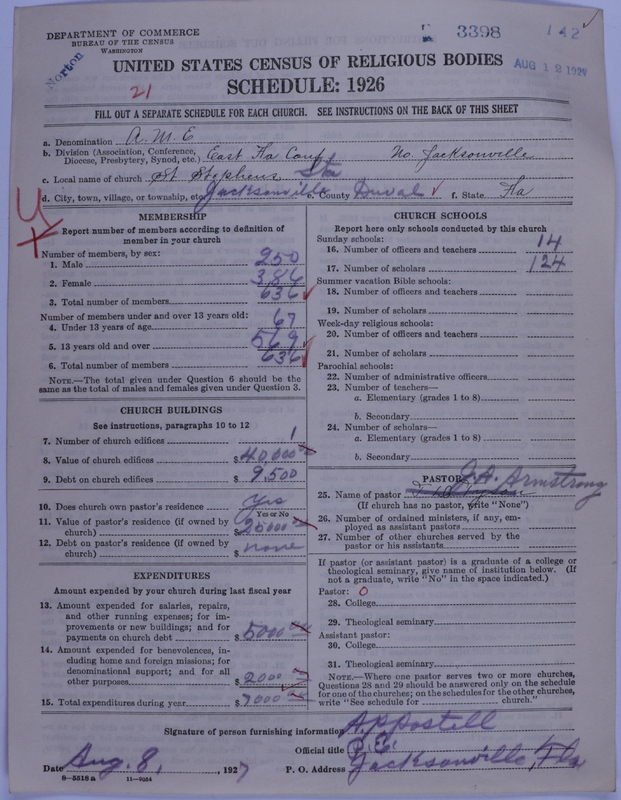 DEPARTMENT OF COMMERCE
BUREAU OF THE CENSUS
WASHINGTON
Norton
3398
142
AUG 12 1927
UNITED STATES CENSUS OF RELIGIOUS BODIES
SCHEDULE: 1926
21
FILL OUT A SEPARATE SCHEDULE FOR EACH CHURCH. SEE INSTRUCTIONS ON THE BACK OF THIS SHEET
a. Denomination A. M. E
b. Division (Association, Conference, Diocese, Presbytery, Synod, etc.) East Fla Conf No. Jacksonville
c. Local name of church St Stephens Sta
d. City, town, village, or township, etc. Jacksonville e. County Duval f. State Fla
MEMBERSHIP
Report number of members according to definition of
member in your church
Number of members, by sex:
1. Male 250
2. Female 386
3. Total number of members 636
Number of members under and over 13 years old:
4. Under 13 years of age 67
5. 13 years old and over 569
6. Total number of members 636
NOTE.—The total given under Question 6 should be the
same as the total of males and females given under Question 3.
CHURCH BUILDINGS
See instructions, paragraphs 10 to 12
7. Number of church edifices 1
8. Value of church edifices $ 40,000
9. Debt on church edifices $ 9,500
10. Does church own pastor's residence yes
Yes or No
11. Value of pastor's residence (if owned by
church) $
12. Debt on pastor's residence (if owned by
church) $ none
EXPENDITURES
Amount expended by your church during last fiscal year
13. Amount expended for salaries, repairs,
and other running expenses; for im-
provements or new buildings; and for
payments on church debt $ 5000
14. Amount expended for benevolences, in-
cluding home and foreign missions; for
denominational support; and for all
other purposes $ 2000
15. Total expenditures during year $ 7000
CHURCH SCHOOLS
Report here only schools conducted by this church
Sunday schools:
16. Number of officers and teachers 14
17. Number of scholars 124
Summer vacation Bible schools:
18. Number of officers and teachers
19. Number of scholars
Week-day religious schools:
20. Number of officers and teachers
21. Number of scholars
Parochial schools:
22. Number of administrative officers
23. Number of teachers—
a. Elementary (grades 1 to 8)
b. Secondary
24. Number of scholars—
a. Elementary (grades 1 to 8)
b. Secondary
PASTOR
25. Name of pastor J. A. Armstrong
(If church has no pastor, write "None")
26. Number of ordained ministers, if any, em-
ployed as assistant pastors
27. Number of other churches served by the
pastor or his assistants
If pastor (or assistant pastor) is a graduate of a college or
theological seminary, give name of institution below. (If
not a graduate, write "No" in the space indicated.)
Pastor: O
28. College
29. Theological seminary
Assistant pastor:
30. College
31. Theological seminary
NOTE.—Where one pastor serves two or more churches,
Questions 28 and 29 should be answered only on the schedule
for one of the churches; on the schedules for the other churches,
write "See schedule for church."
Signature of person furnishing information A. P. Postell
Official title P. E.
Date Aug. 8, 1927
P. O. Address Jacksonville, Fla
8—5518 a 11—9064